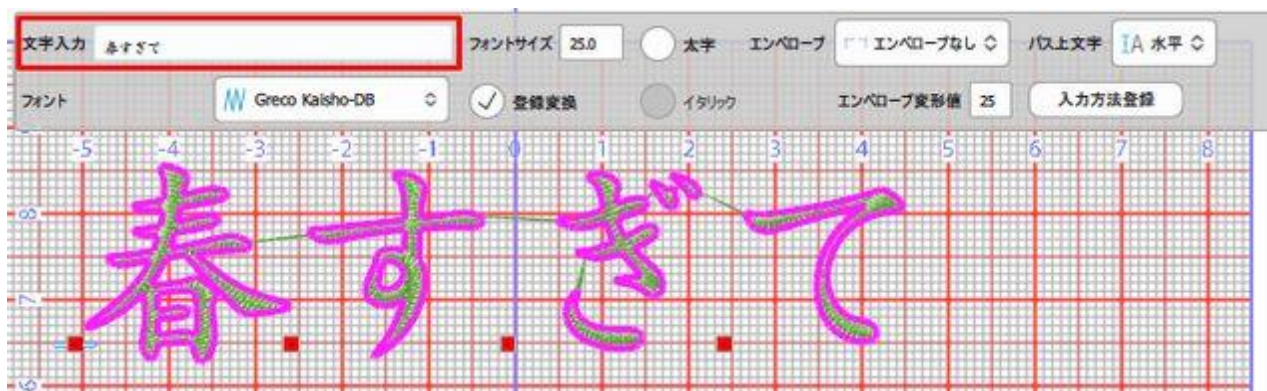 文字入力 春すぎて フォントサイズ 25.0 太字 エンベロープ エンベロープなし パス上文字 IA 水平
フォント Greco Kaisho-DB 登録変換 イタリック エンベロープ変形値 25 入力方法登録
-5 -4 -3 -2 -1 0 1 2 3 4 5 6 7 8
8
春すぎて
7
6